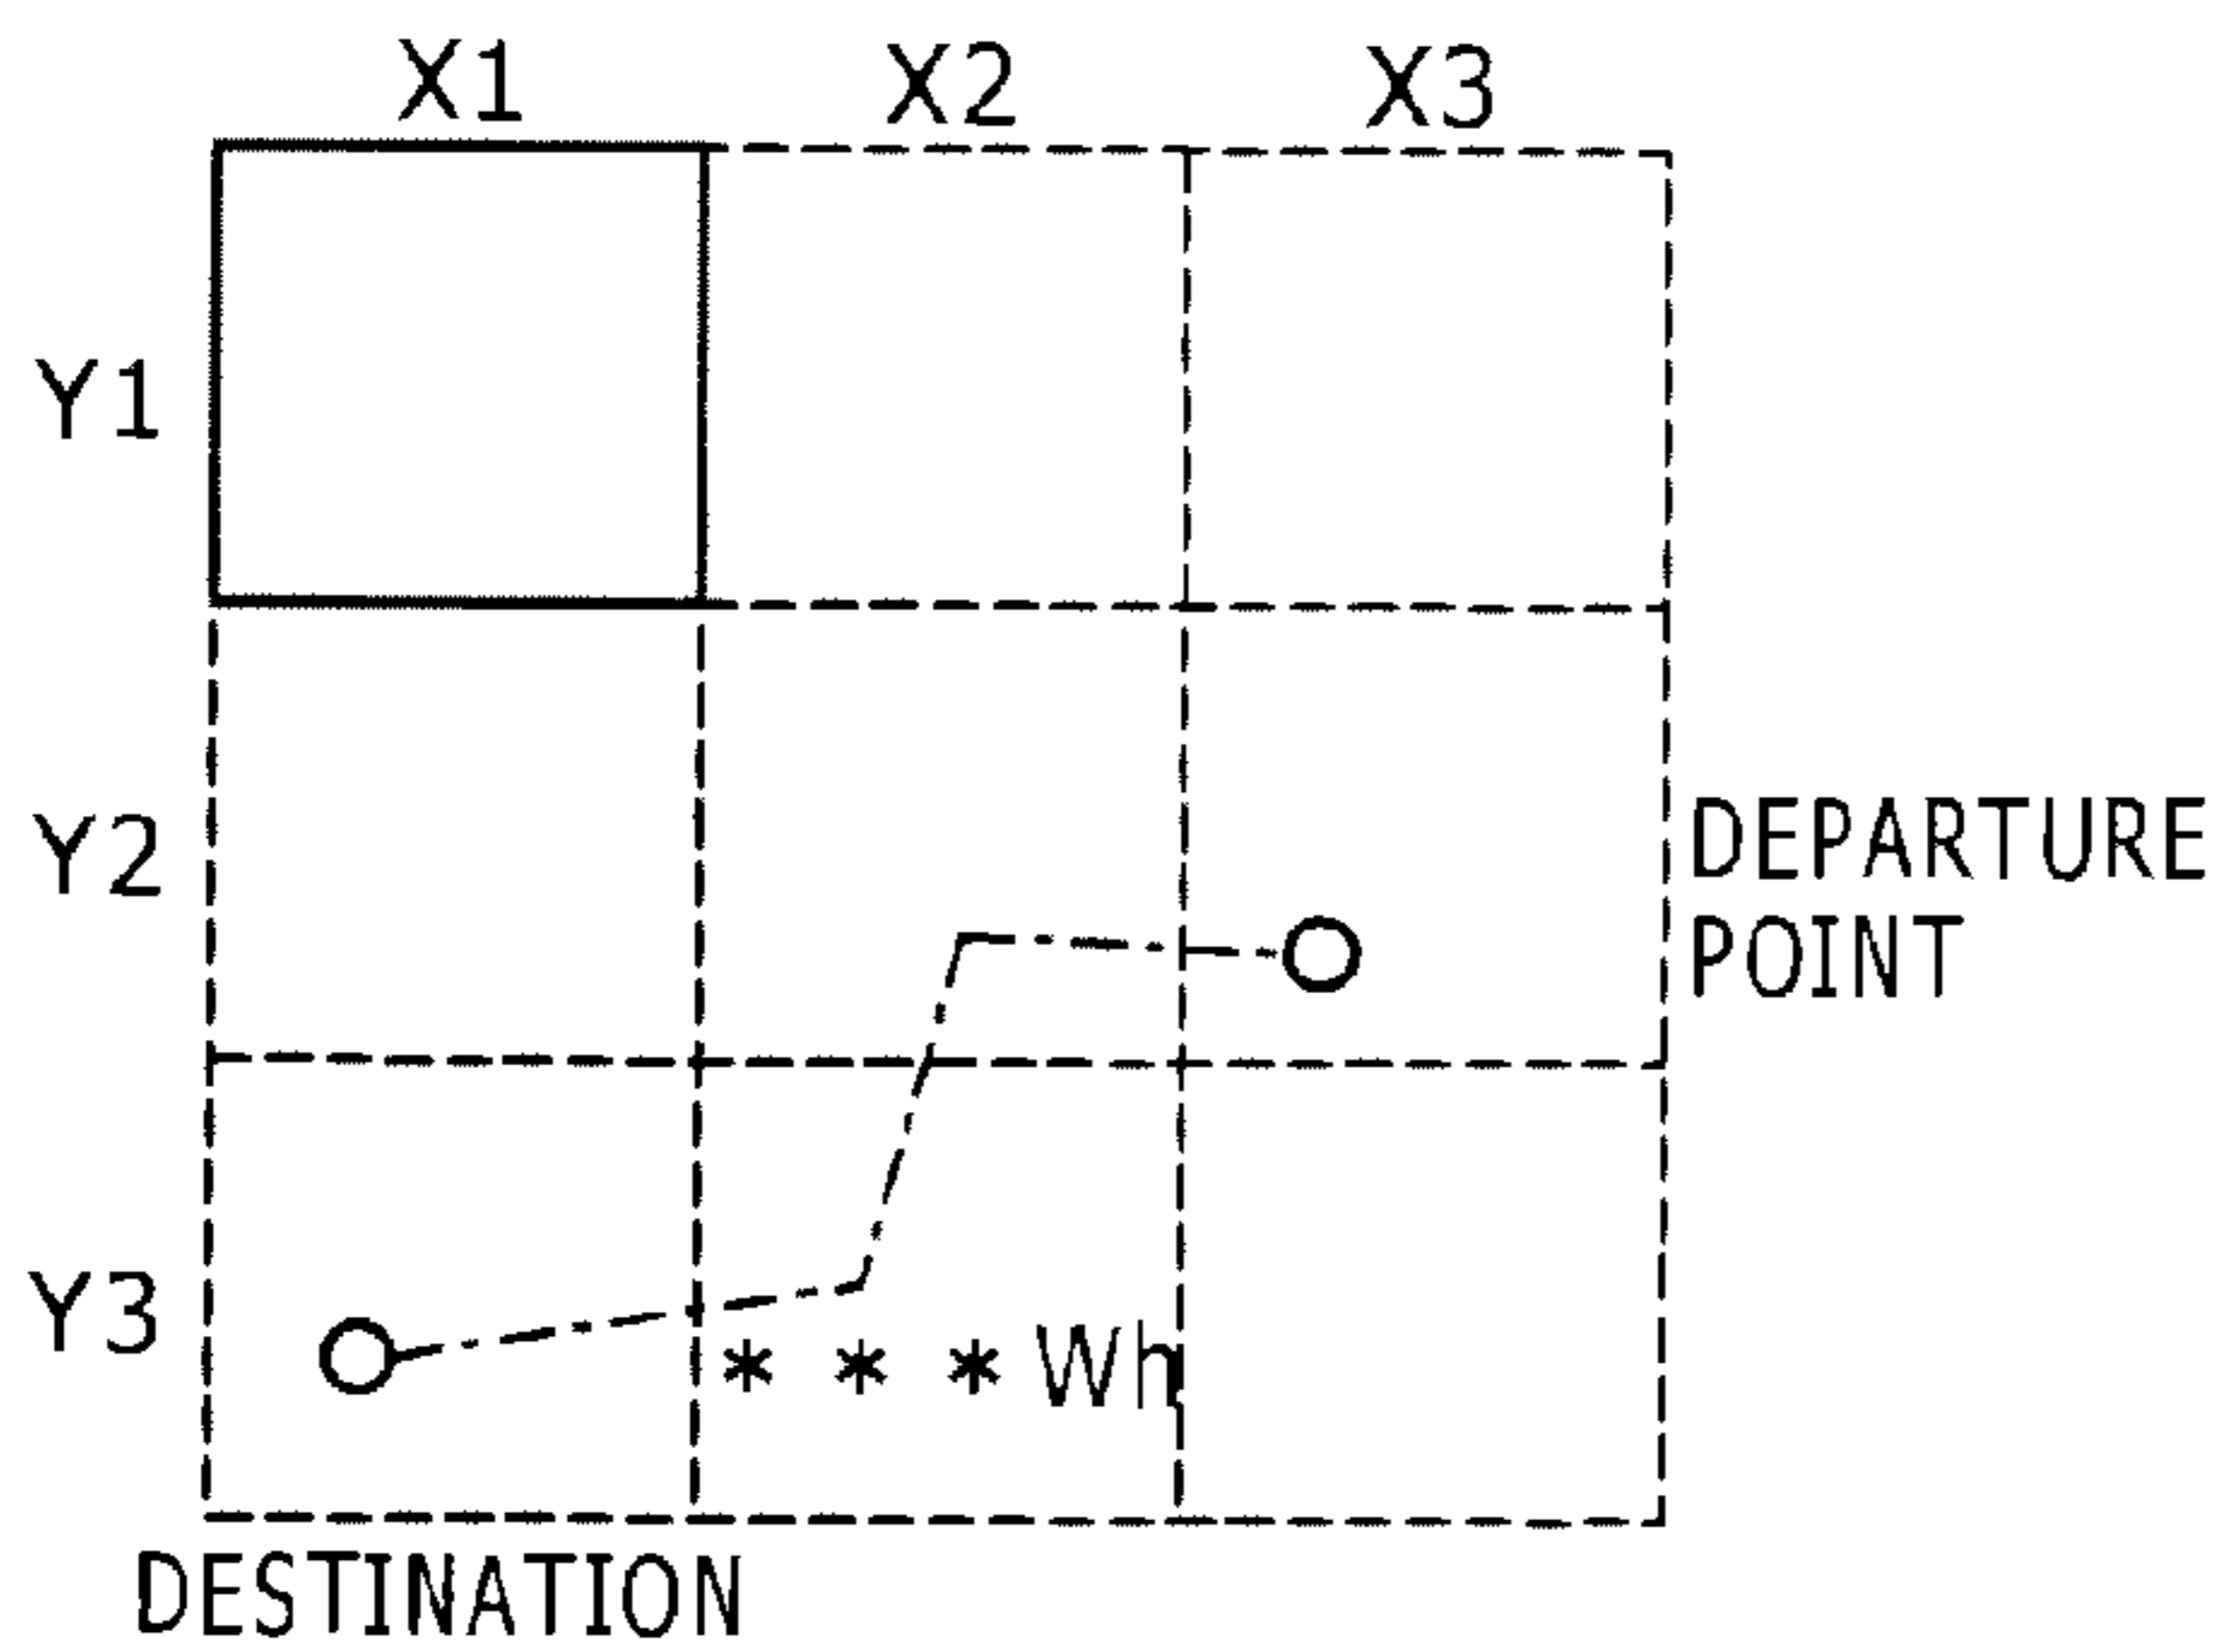 X1 X2 X3
Y1
Y2
DEPARTURE
POINT
Y3
***Wh
DESTINATION